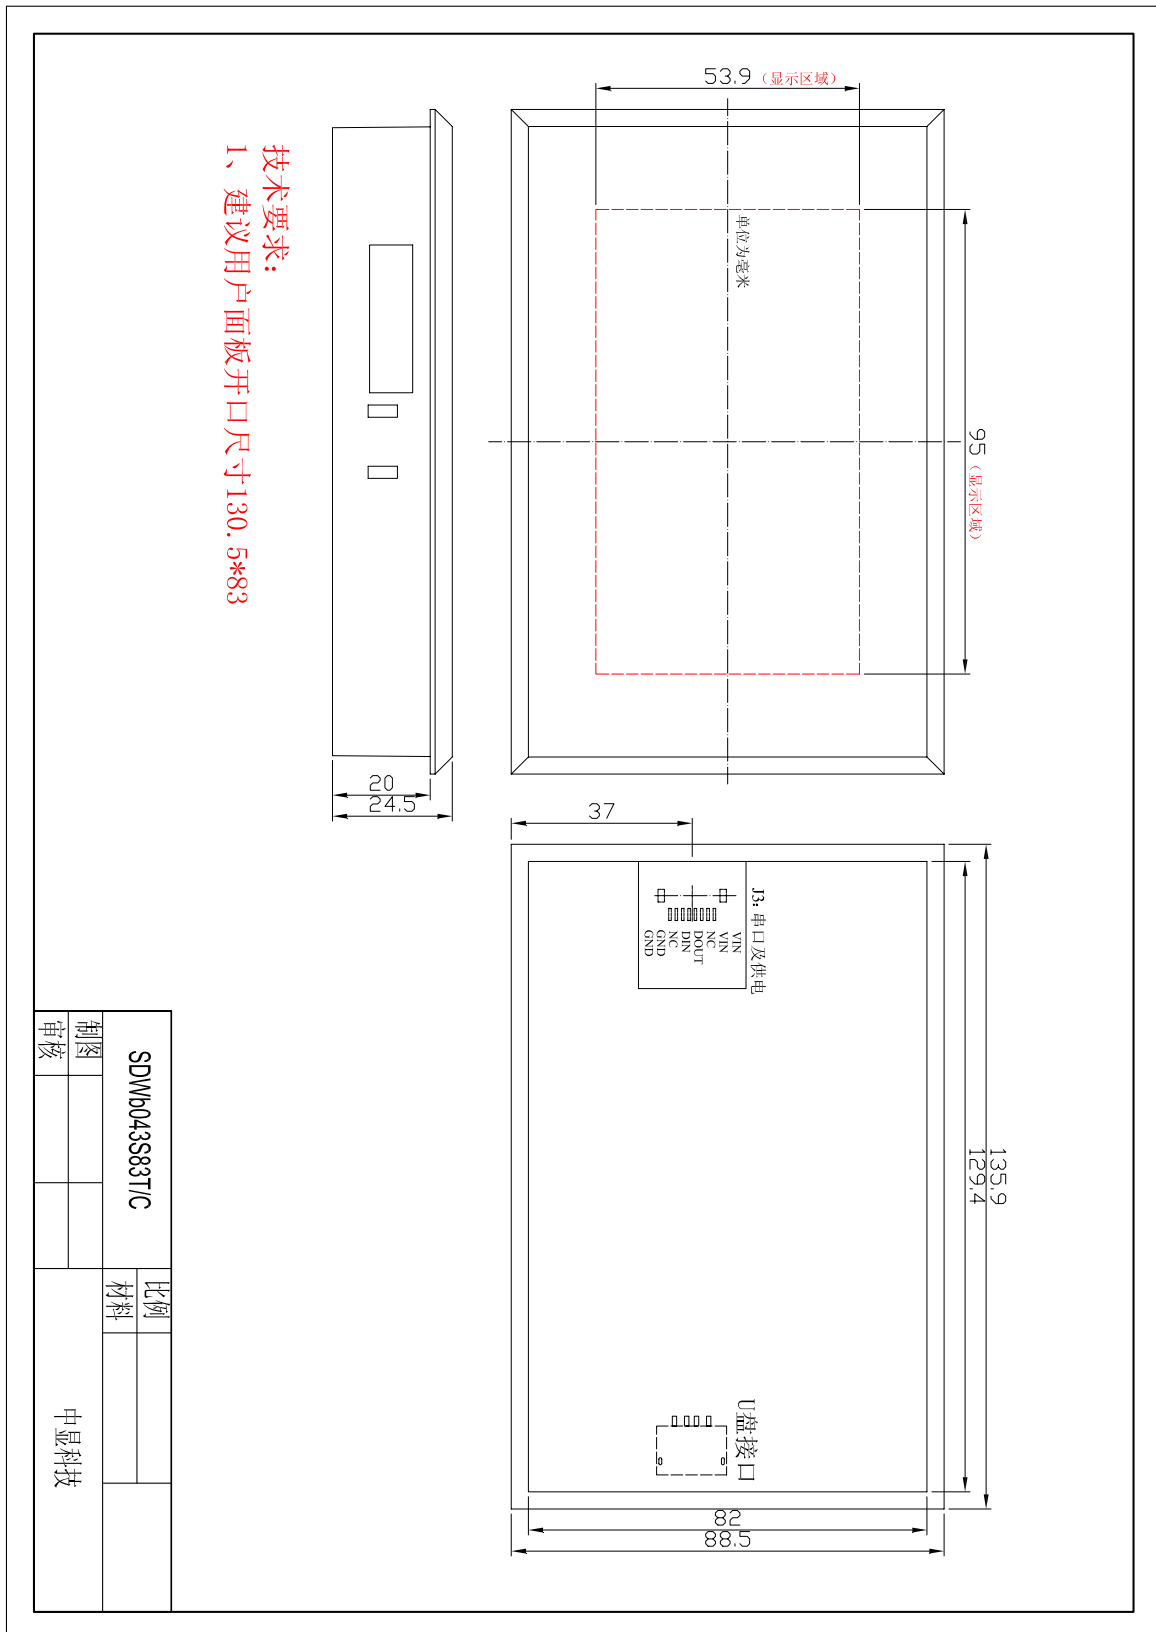 53.9（显示区域）
95（显示区域）
单位为毫米
技术要求：
1、建议用户面板开口尺寸130.5*83
20
24.5
37
135.9
129.4
82
88.5
J3: 串口及供电
VIN
VIN
NC
DOUT
DIN
NC
GND
GND
U盘接口
SDWb043S83T/C
比例
材料
制图
审核
中显科技